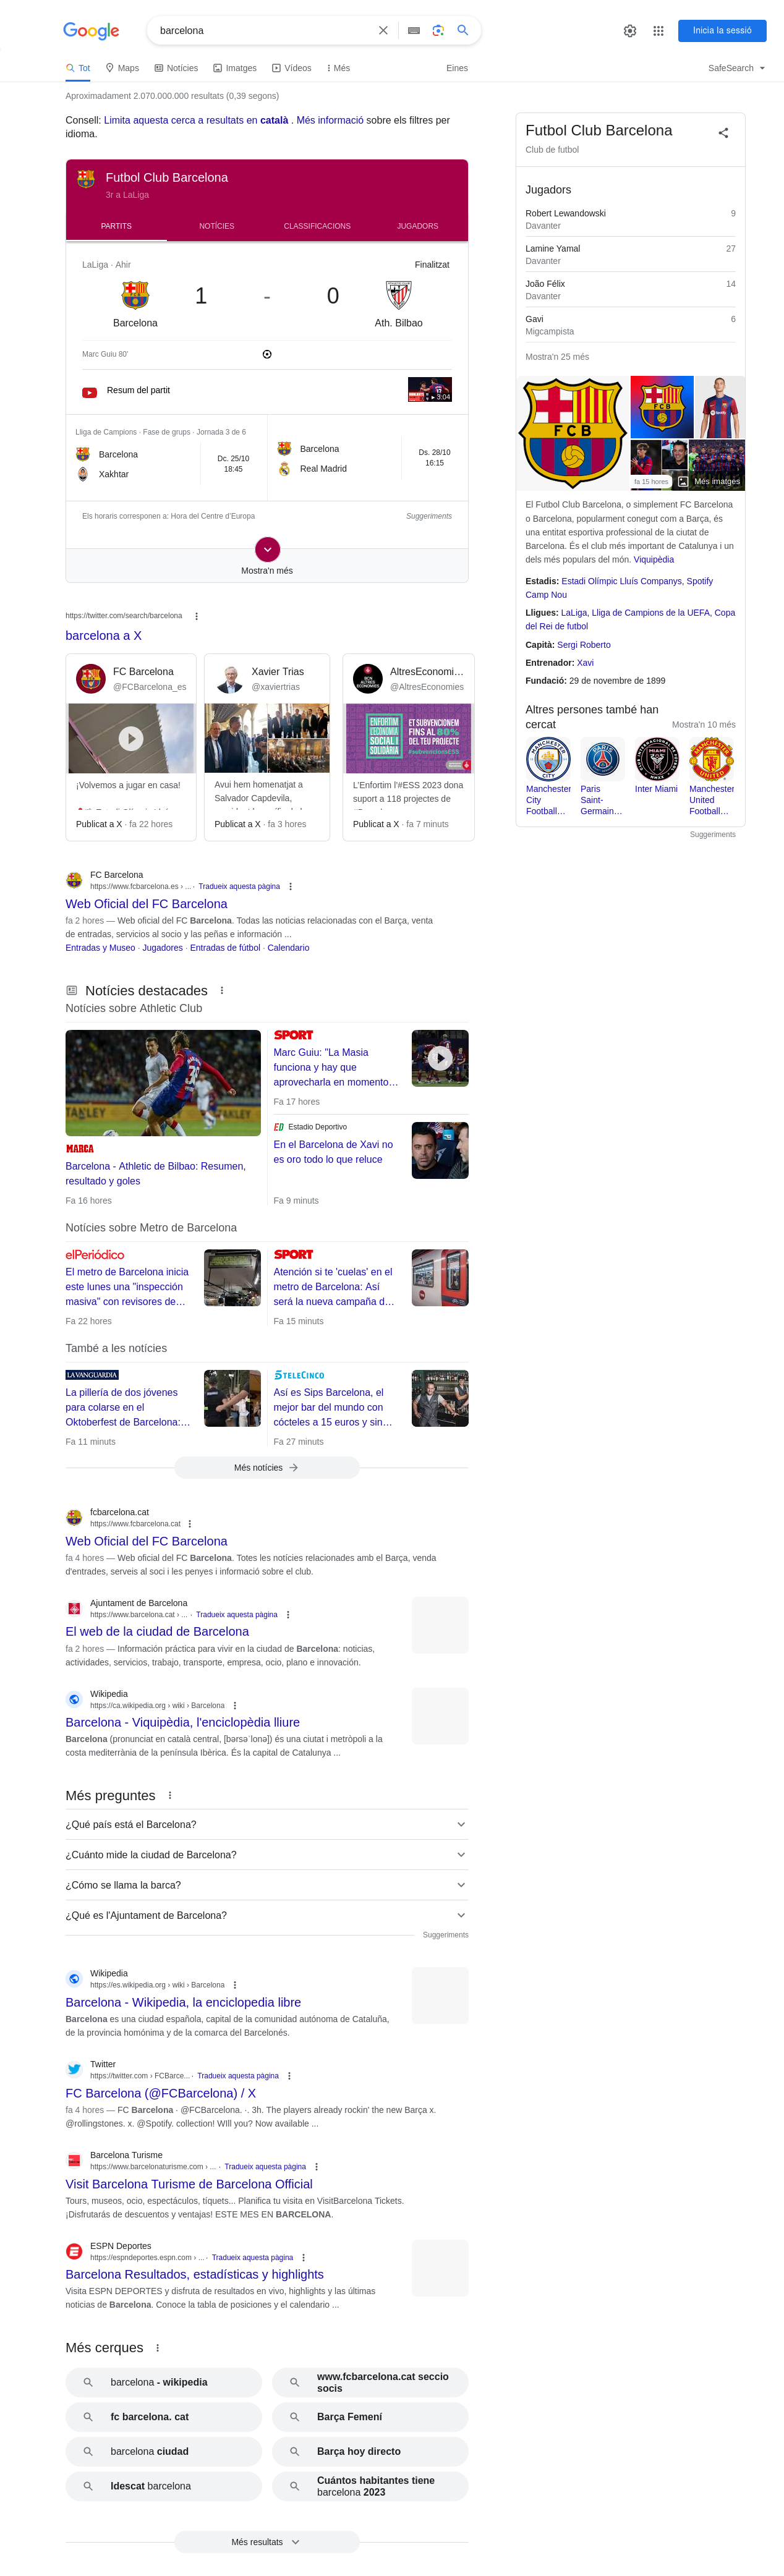 Google
barcelona
Inicia la sessió
Tot
Maps
Notícies
Imatges
Vídeos
Més
Eines
SafeSearch
Aproximadament 2.070.000.000 resultats (0,39 segons)
Consell: Limita aquesta cerca a resultats en català . Més informació sobre els filtres per
idioma.
Futbol Club Barcelona
3r a LaLiga
PARTITS
NOTÍCIES
CLASSIFICACIONS
JUGADORS
LaLiga · Ahir
Finalitzat
1
-
0
Barcelona
Ath. Bilbao
Marc Guiu 80'
Resum del partit
3:04
Lliga de Campions · Fase de grups · Jornada 3 de 6
Barcelona
Xakhtar
Dc. 25/10
18:45
Barcelona
Real Madrid
Ds. 28/10
16:15
Els horaris corresponen a: Hora del Centre d'Europa
Suggeriments
Mostra'n més
https://twitter.com/search/barcelona
barcelona a X
FC Barcelona
@FCBarcelona_es
¡Volvemos a jugar en casa!
Publicat a X · fa 22 hores
Xavier Trias
@xaviertrias
Avui hem homenatjat a
Salvador Capdevila,
Publicat a X · fa 3 hores
AltresEconomi…
@AltresEconomies
ENFORTIM
L'ECONOMIA
SOCIAL I
SOLIDÀRIA
ET SUBVENCIONEM
FINS AL 80%
DEL TEU PROJECTE
L'Enfortim l'#ESS 2023 dona
suport a 118 projectes de
Publicat a X · fa 7 minuts
FC Barcelona
https://www.fcbarcelona.es › ... · Tradueix aquesta pàgina
Web Oficial del FC Barcelona
fa 2 hores — Web oficial del FC Barcelona. Todas las noticias relacionadas con el Barça, venta
de entradas, servicios al socio y las peñas e información ...
Entradas y Museo · Jugadores · Entradas de fútbol · Calendario
Notícies destacades
Notícies sobre Athletic Club
MARCA
Barcelona - Athletic de Bilbao: Resumen,
resultado y goles
Fa 16 hores
SPORT
Marc Guiu: "La Masia
funciona y hay que
aprovecharla en momento…
Fa 17 hores
ED Estadio Deportivo
En el Barcelona de Xavi no
es oro todo lo que reluce
Fa 9 minuts
Notícies sobre Metro de Barcelona
elPeriódico
El metro de Barcelona inicia
este lunes una "inspección
masiva" con revisores de…
Fa 22 hores
SPORT
Atención si te 'cuelas' en el
metro de Barcelona: Así
será la nueva campaña d…
Fa 15 minuts
També a les notícies
LA VANGUARDIA
La pillería de dos jóvenes
para colarse en el
Oktoberfest de Barcelona:…
Fa 11 minuts
TELECINCO
Así es Sips Barcelona, el
mejor bar del mundo con
cócteles a 15 euros y sin…
Fa 27 minuts
Més notícies
fcbarcelona.cat
https://www.fcbarcelona.cat
Web Oficial del FC Barcelona
fa 4 hores — Web oficial del FC Barcelona. Totes les notícies relacionades amb el Barça, venda
d'entrades, serveis al soci i les penyes i informació sobre el club.
Ajuntament de Barcelona
https://www.barcelona.cat › ... · Tradueix aquesta pàgina
El web de la ciudad de Barcelona
fa 2 hores — Información práctica para vivir en la ciudad de Barcelona: noticias,
actividades, servicios, trabajo, transporte, empresa, ocio, plano e innovación.
Wikipedia
https://ca.wikipedia.org › wiki › Barcelona
Barcelona - Viquipèdia, l'enciclopèdia lliure
Barcelona (pronunciat en català central, [bərsəˈlonə]) és una ciutat i metròpoli a la
costa mediterrània de la península Ibèrica. És la capital de Catalunya ...
Més preguntes
¿Qué país está el Barcelona?
¿Cuánto mide la ciudad de Barcelona?
¿Cómo se llama la barca?
¿Qué es l'Ajuntament de Barcelona?
Suggeriments
Wikipedia
https://es.wikipedia.org › wiki › Barcelona
Barcelona - Wikipedia, la enciclopedia libre
Barcelona es una ciudad española, capital de la comunidad autónoma de Cataluña,
de la provincia homónima y de la comarca del Barcelonés.
Twitter
https://twitter.com › FCBarce... · Tradueix aquesta pàgina
FC Barcelona (@FCBarcelona) / X
fa 4 hores — FC Barcelona · @FCBarcelona. ·. 3h. The players already rockin' the new Barça x.
@rollingstones. x. @Spotify. collection! WIll you? Now available ...
Barcelona Turisme
https://www.barcelonaturisme.com › ... · Tradueix aquesta pàgina
Visit Barcelona Turisme de Barcelona Official
Tours, museos, ocio, espectáculos, tíquets... Planifica tu visita en VisitBarcelona Tickets.
¡Disfrutarás de descuentos y ventajas! ESTE MES EN BARCELONA.
ESPN Deportes
https://espndeportes.espn.com › ... · Tradueix aquesta pàgina
Barcelona Resultados, estadísticas y highlights
Visita ESPN DEPORTES y disfruta de resultados en vivo, highlights y las últimas
noticias de Barcelona. Conoce la tabla de posiciones y el calendario ...
Més cerques
barcelona - wikipedia
www.fcbarcelona.cat seccio
socis
fc barcelona. cat
Barça Femení
barcelona ciudad
Barça hoy directo
Idescat barcelona
Cuántos habitantes tiene
barcelona 2023
Més resultats
Futbol Club Barcelona
Club de futbol
Jugadors
Robert Lewandowski
9
Davanter
Lamine Yamal
27
Davanter
João Félix
14
Davanter
Gavi
6
Migcampista
Mostra'n 25 més
FCB
FCB
fa 15 hores
Més imatges
El Futbol Club Barcelona, o simplement FC Barcelona
o Barcelona, popularment conegut com a Barça, és
una entitat esportiva professional de la ciutat de
Barcelona. És el club més important de Catalunya i un
dels més populars del món. Viquipèdia
Estadis: Estadi Olímpic Lluís Companys, Spotify
Camp Nou
Lligues: LaLiga, Lliga de Campions de la UEFA, Copa
del Rei de futbol
Capità: Sergi Roberto
Entrenador: Xavi
Fundació: 29 de novembre de 1899
Altres persones també han
cercat
Mostra'n 10 més
Manchester
City
Football…
Paris
Saint-
Germain…
Inter Miami
Manchester
United
Football…
Suggeriments